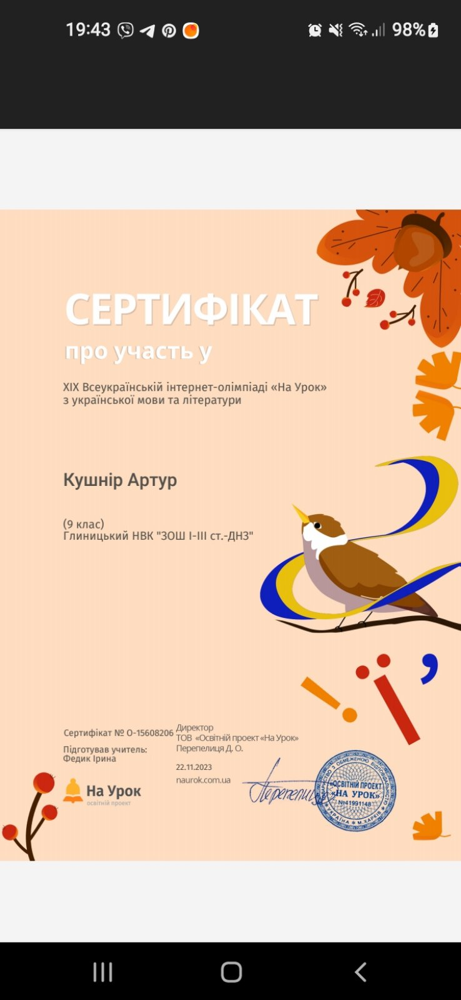 19:43
98%
СЕРТИФІКАТ
про участь у
XIX Всеукраїнській інтернет-олімпіаді «На Урок»
з української мови та літератури
Кушнір Артур
(9 клас)
Глиницький НВК "ЗОШ І-ІІІ ст.-ДНЗ"
Сертифікат № О-15608206
Підготував учитель:
Федик Ірина
На Урок
освітній проект
Директор
ТОВ «Освітній проект «На Урок»
Перепелиця Д. О.
22.11.2023
naurok.com.ua
ТОВАРИСТВО З ОБМЕЖЕНОЮ ВІДПОВІДАЛЬНІСТЮ
«ОСВІТНІЙ ПРОЕКТ
«НА УРОК»
№41991148
* УКРАЇНА * М.ХАРКІВ *
ї
’